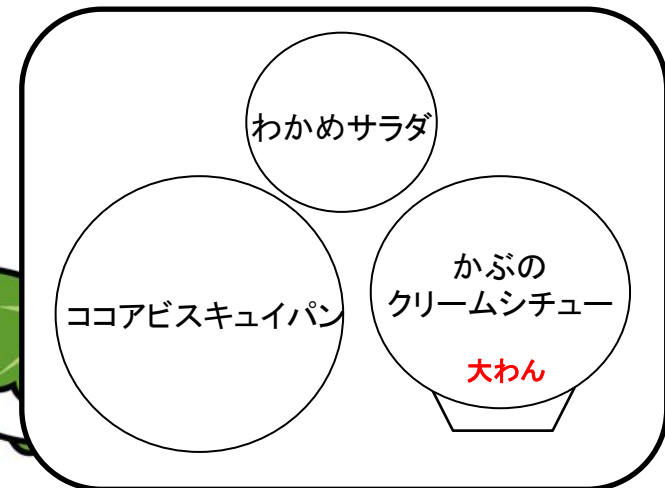 わかめサラダ
ココアビスキュイパン
かぶの
クリームシチュー
大わん